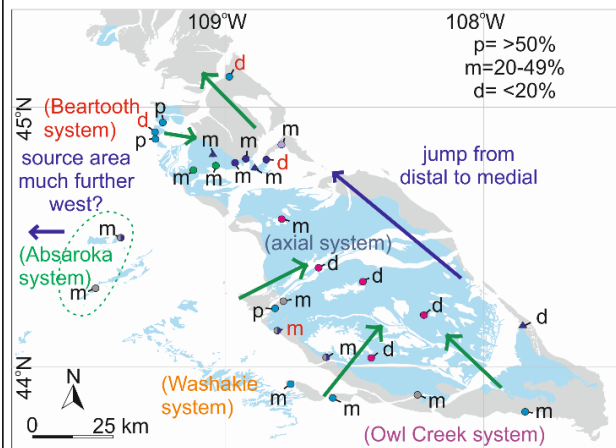 109°W
108°W
p= >50%
m=20-49%
d= <20%
d
45°N
(Beartooth
system)
p
d
p
m
m
m
d
m
m
m
m
source area
much further
west?
jump from
distal to medial
m
(Absaroka
system)
m
m
(axial system)
d
d
m
p
m
d
d
m
d
44°N
N
0
25 km
(Washakie
system)
m
m
m
m
(Owl Creek system)